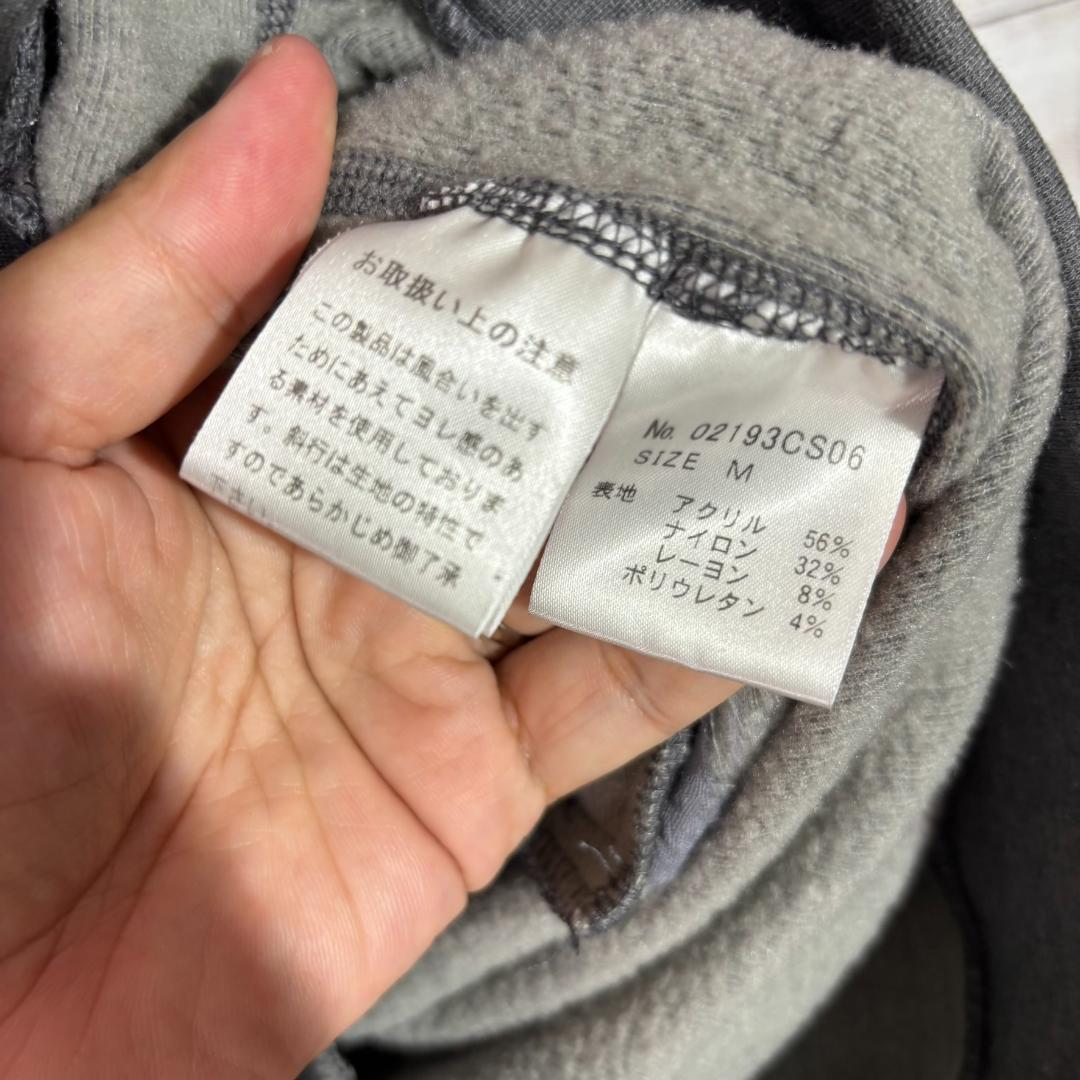 お取扱い上の注意
この製品は風合いを出す
ためにあえてヨレ感のあ
る素材を使用しておりま
す。斜行は生地の特性で
すのであらかじめ御了承
下さい
No. 02193CS06
SIZE M
表地 アクリル 56%
ナイロン 32%
レーヨン 8%
ポリウレタン 4%